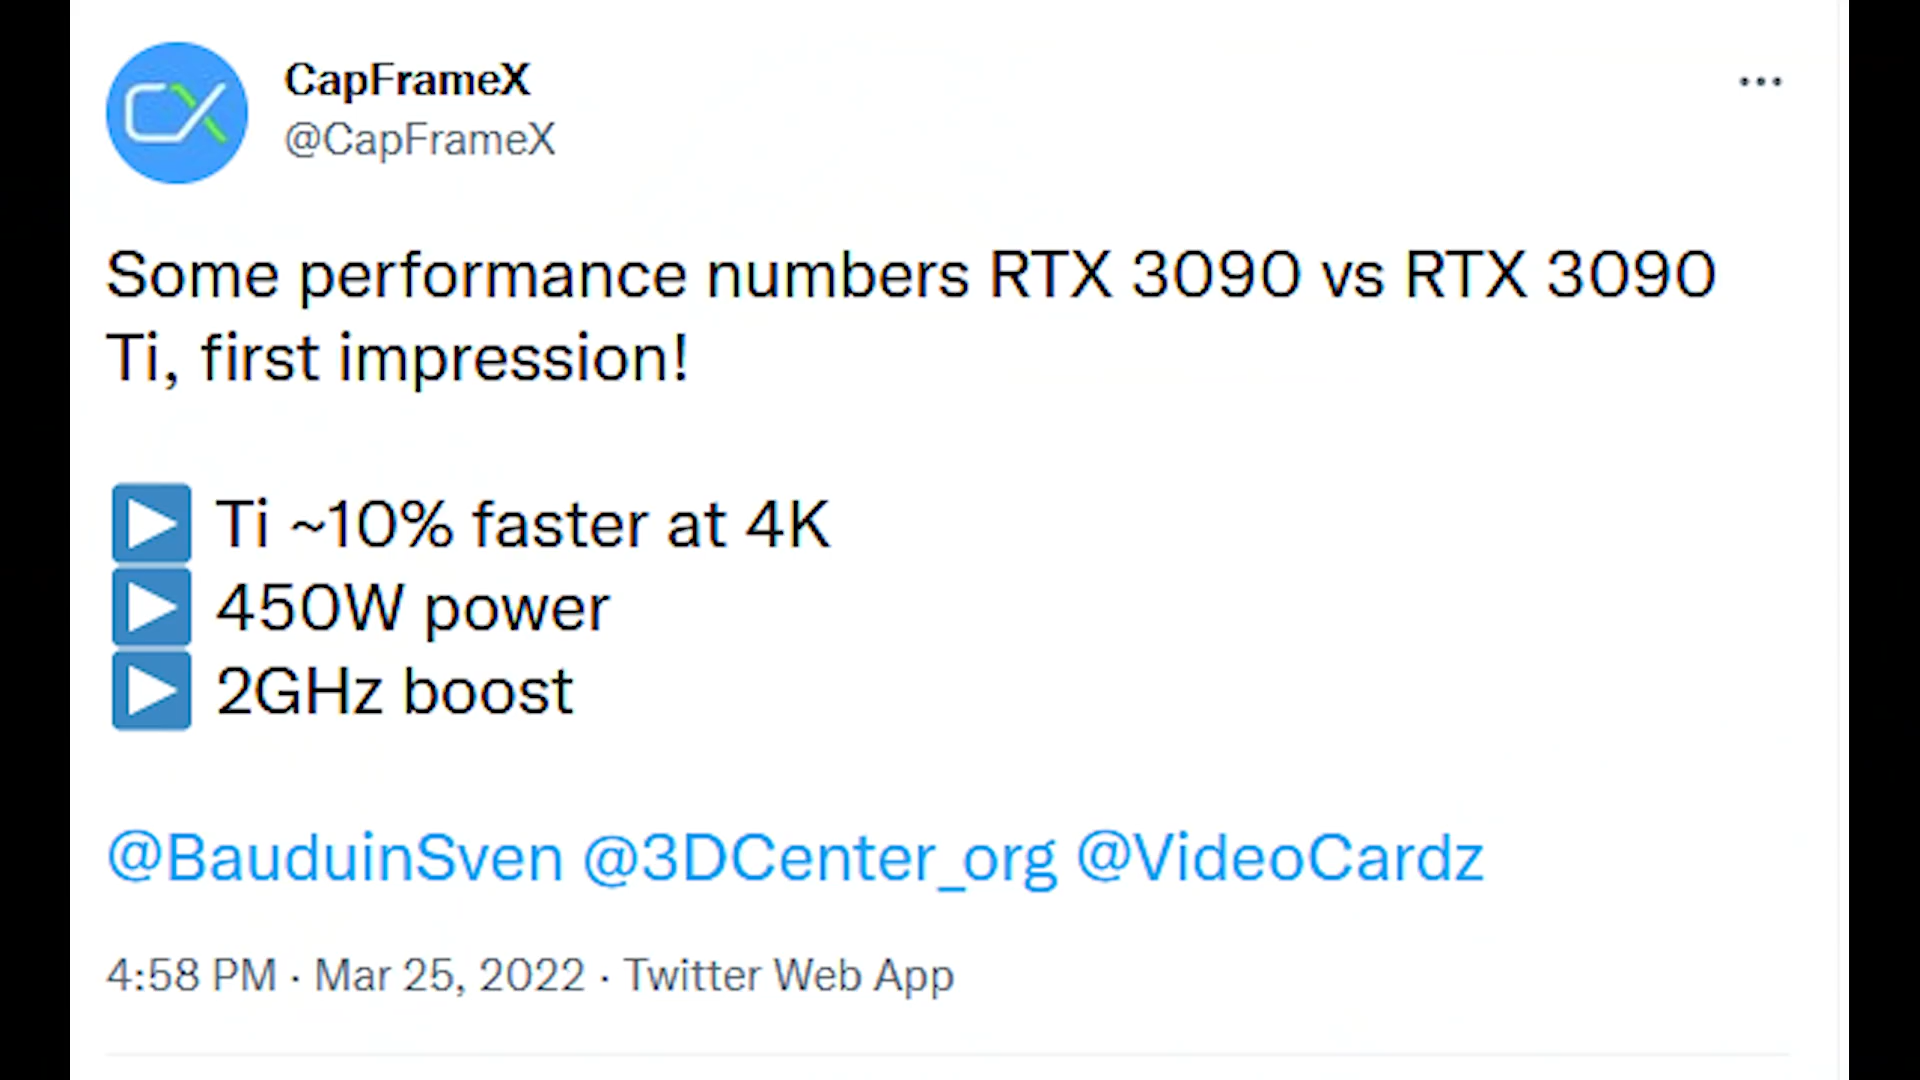 CapFrameX
@CapFrameX
Some performance numbers RTX 3090 vs RTX 3090
Ti, first impression!
▶ Ti ~10% faster at 4K
▶ 450W power
▶ 2GHz boost
@BauduinSven @3DCenter_org @VideoCardz
4:58 PM · Mar 25, 2022 · Twitter Web App